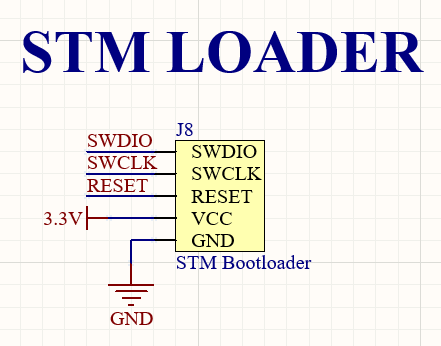 STM LOADER
J8
SWDIO SWDIO
SWCLK SWCLK
RESET RESET
3.3V VCC
GND
STM Bootloader
GND